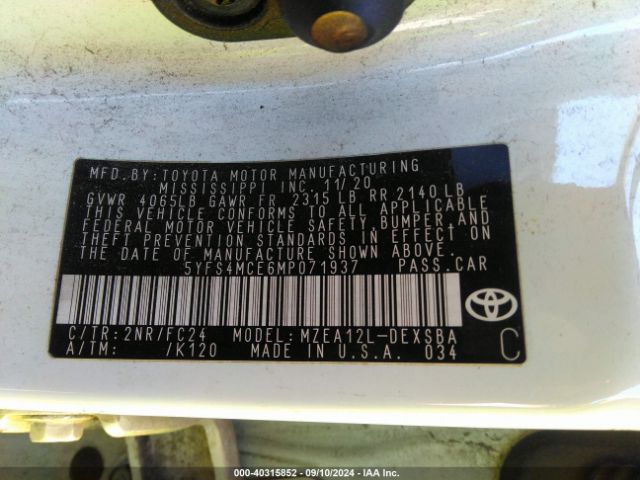 MFD.BY:TOYOTA MOTOR MANUFACTURING
MISSISSIPPI INC. 11/20
GVWR 4065LB GAWR FR 2315 LB RR 2140 LB
THIS VEHICLE CONFORMS TO ALL APPLICABLE
FEDERAL MOTOR VEHICLE SAFETY, BUMPER, AND
THEFT PREVENTION STANDARDS IN EFFECT ON
THE DATE OF MANUFACTURE SHOWN ABOVE.
5YFS4MCE6MP071937 PASS.CAR
C/TR:2NR/FC24 MODEL:MZEA12L-DEXSBA
A/TM: /K120 MADE IN U.S.A. 034
TOYOTA C
000-40315852 - 09/10/2024 - IAA Inc.